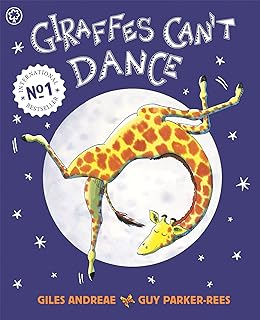 GIRAFFES CAN'T
DANCE
INTERNATIONAL
No1
BESTSELLER
GILES ANDREAE
GUY PARKER-REES